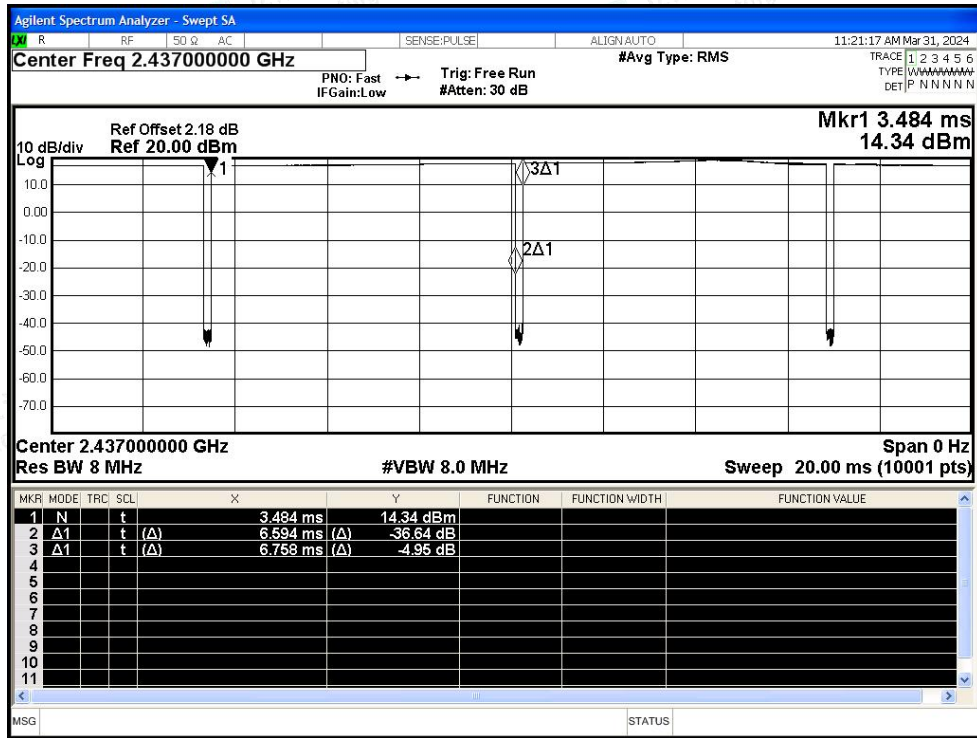 Agilent Spectrum Analyzer - Swept SA
LXI R RF 50 Ω AC SENSE:PULSE ALIGN AUTO 11:21:17 AM Mar 31, 2024
Center Freq 2.437000000 GHz #Avg Type: RMS TRACE 1 2 3 4 5 6
PNO: Fast Trig: Free Run TYPE
IFGain:Low #Atten: 30 dB DET P N N N N N
Mkr1 3.484 ms
Ref Offset 2.18 dB
10 dB/div Ref 20.00 dBm 14.34 dBm
Log
1 3Δ1
10.0
0.00
-10.0
2Δ1
-20.0
-30.0
-40.0
-50.0
-60.0
-70.0
Center 2.437000000 GHz Span 0 Hz
Res BW 8 MHz #VBW 8.0 MHz Sweep 20.00 ms (10001 pts)
MKR MODE TRC SCL X Y FUNCTION FUNCTION WIDTH FUNCTION VALUE
1 N t 3.484 ms 14.34 dBm
2 Δ1 t (Δ) 6.594 ms (Δ) -36.64 dB
3 Δ1 t (Δ) 6.758 ms (Δ) -4.95 dB
4
5
6
7
8
9
10
11
MSG STATUS